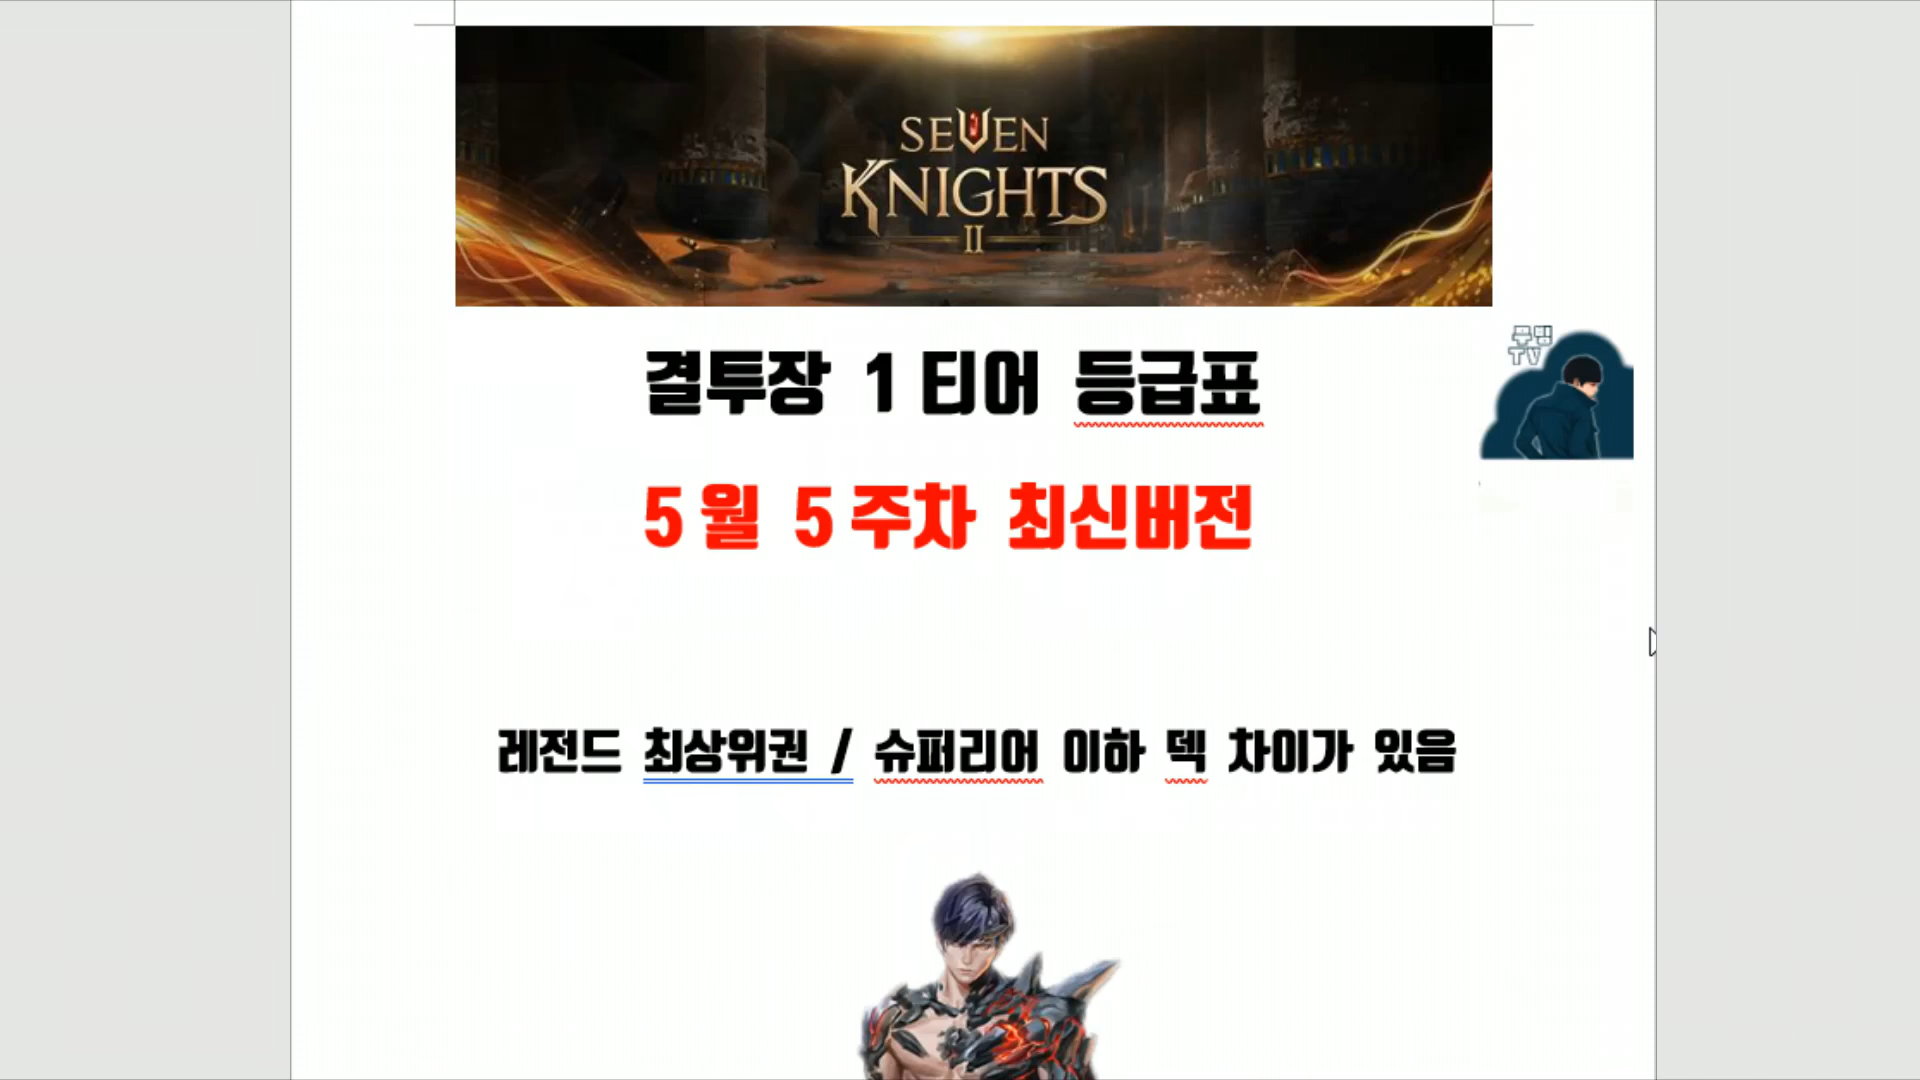 SEVEN
KNIGHTS
II
TV
결투장 1티어 등급표
5월 5주차 최신버전
레전드 최상위권 / 슈퍼리어 이하 덱 차이가 있음